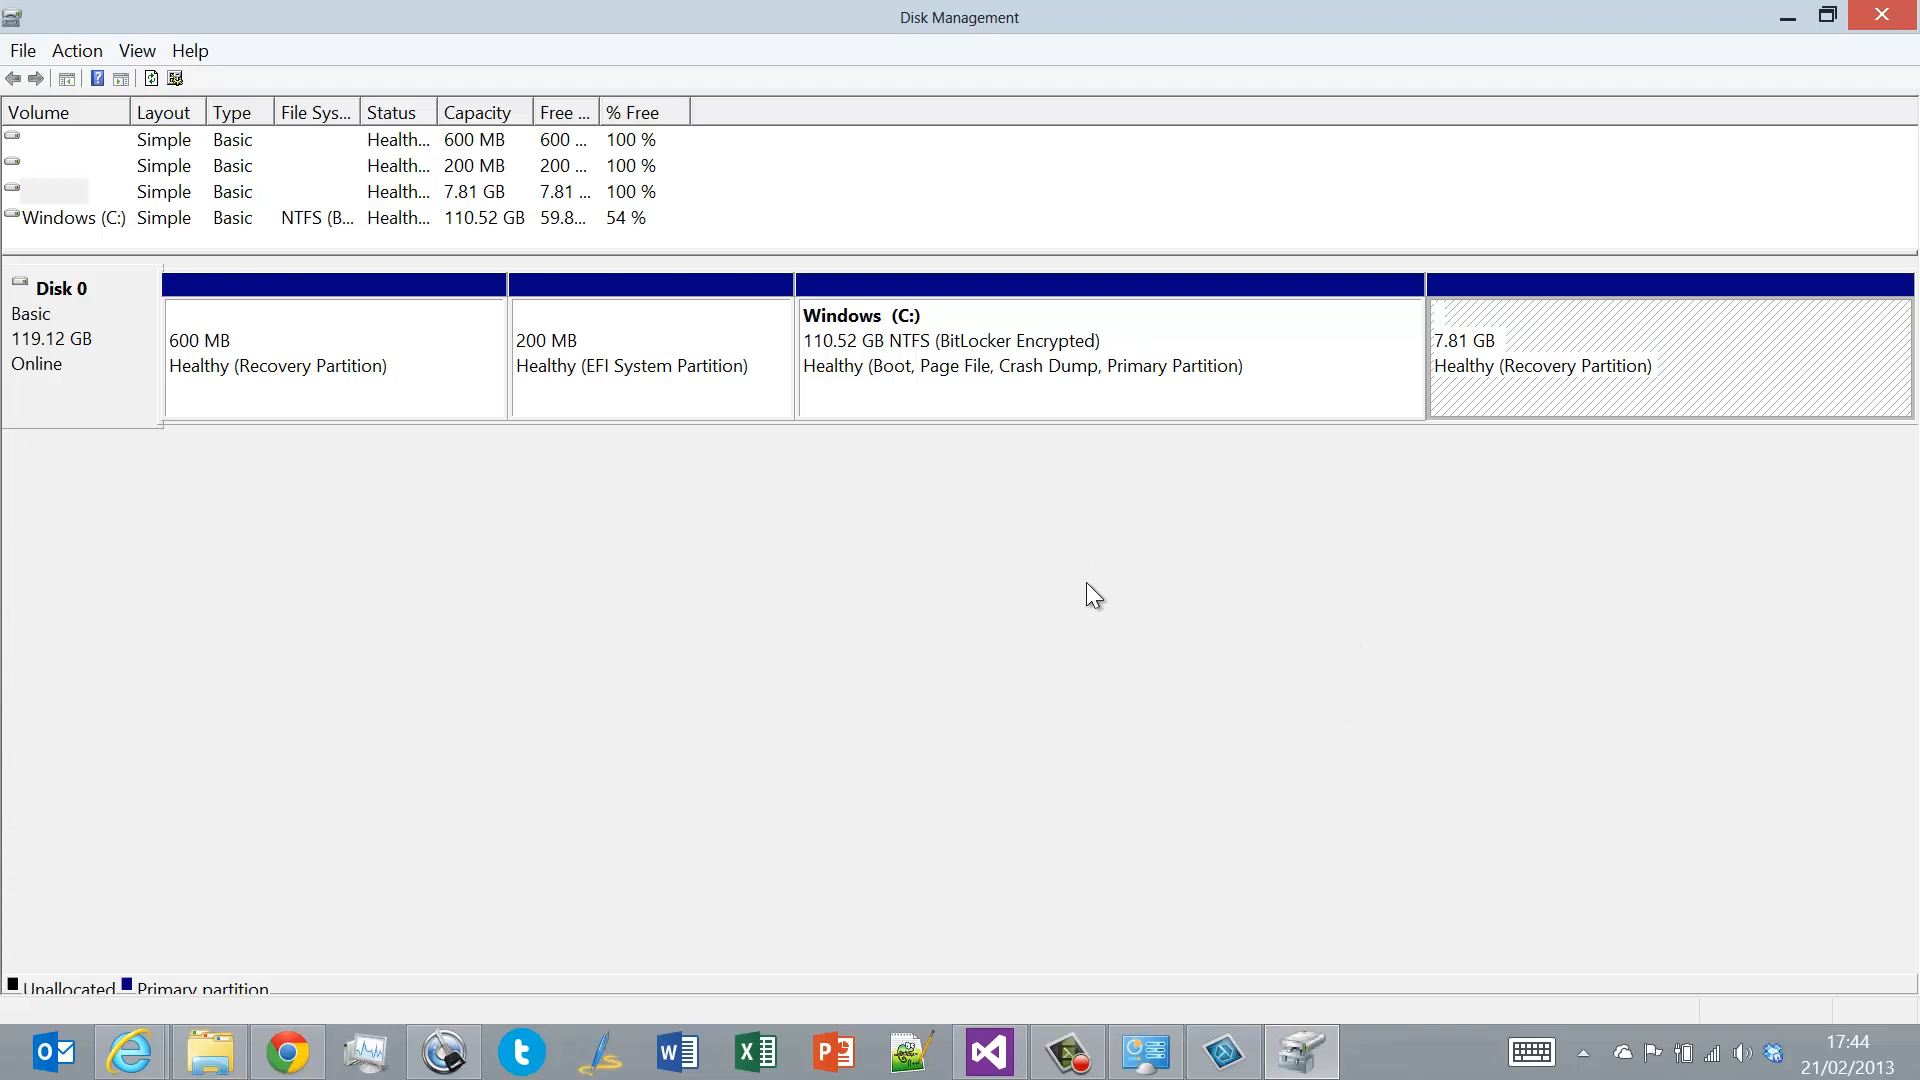 Disk Management
File Action View Help
Volume Layout Type File Sys... Status Capacity Free ... % Free
Simple Basic Health... 600 MB 600 ... 100 %
Simple Basic Health... 200 MB 200 ... 100 %
Simple Basic Health... 7.81 GB 7.81 ... 100 %
Windows (C:) Simple Basic NTFS (B... Health... 110.52 GB 59.8... 54 %
Disk 0
Basic
119.12 GB
Online
600 MB
Healthy (Recovery Partition)
200 MB
Healthy (EFI System Partition)
Windows (C:)
110.52 GB NTFS (BitLocker Encrypted)
Healthy (Boot, Page File, Crash Dump, Primary Partition)
7.81 GB
Healthy (Recovery Partition)
Unallocated Primary partition
17:44
21/02/2013